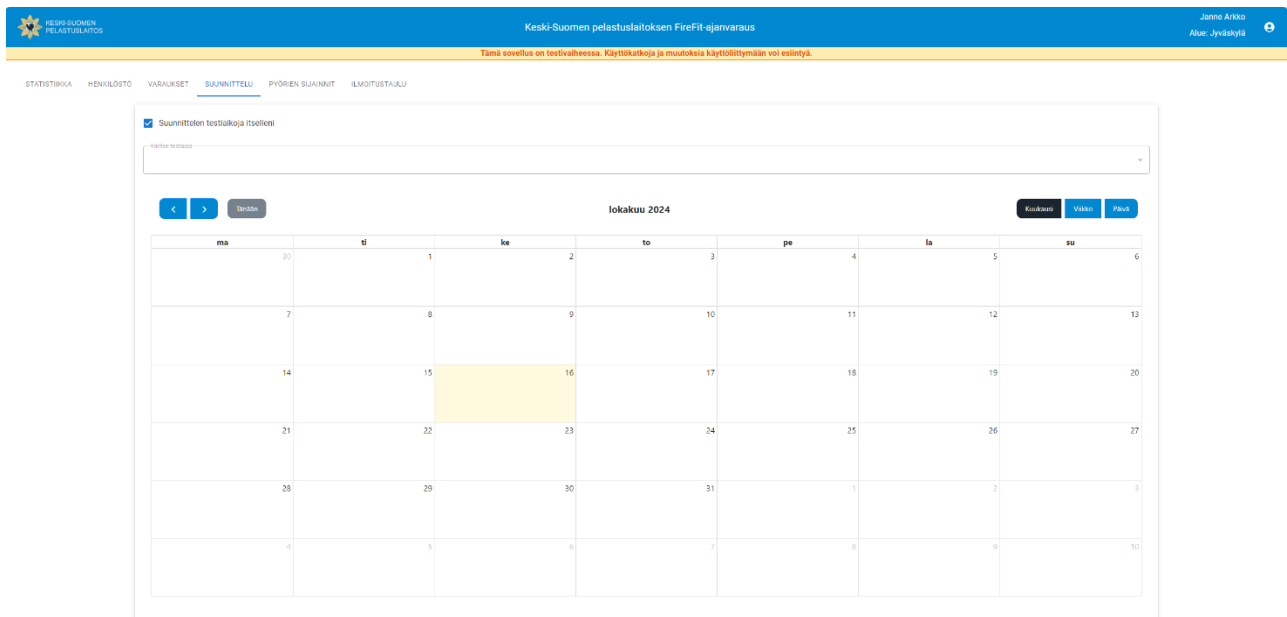 KESKI-SUOMEN
PELASTUSLAITOS
Keski-Suomen pelastuslaitoksen FireFit-ajanvaraus
Janne Arkko
Alue: Jyväskylä
Tämä sovellus on testivaiheessa. Käyttökatkoja ja muutoksia käyttöliittymään voi esiintyä.
STATISTIIKKA HENKILÖSTÖ VARAUKSET SUUNNITTELU PYÖRIEN SIJAINNIT ILMOITUSTAULU
Suunnittelen testiaikoja itselleni
Valitse testaaja
Tänään
lokakuu 2024
Kuukausi Viikko Päivä
ma ti ke to pe la su
30 1 2 3 4 5 6
7 8 9 10 11 12 13
14 15 16 17 18 19 20
21 22 23 24 25 26 27
28 29 30 31 1 2 3
4 5 6 7 8 9 10